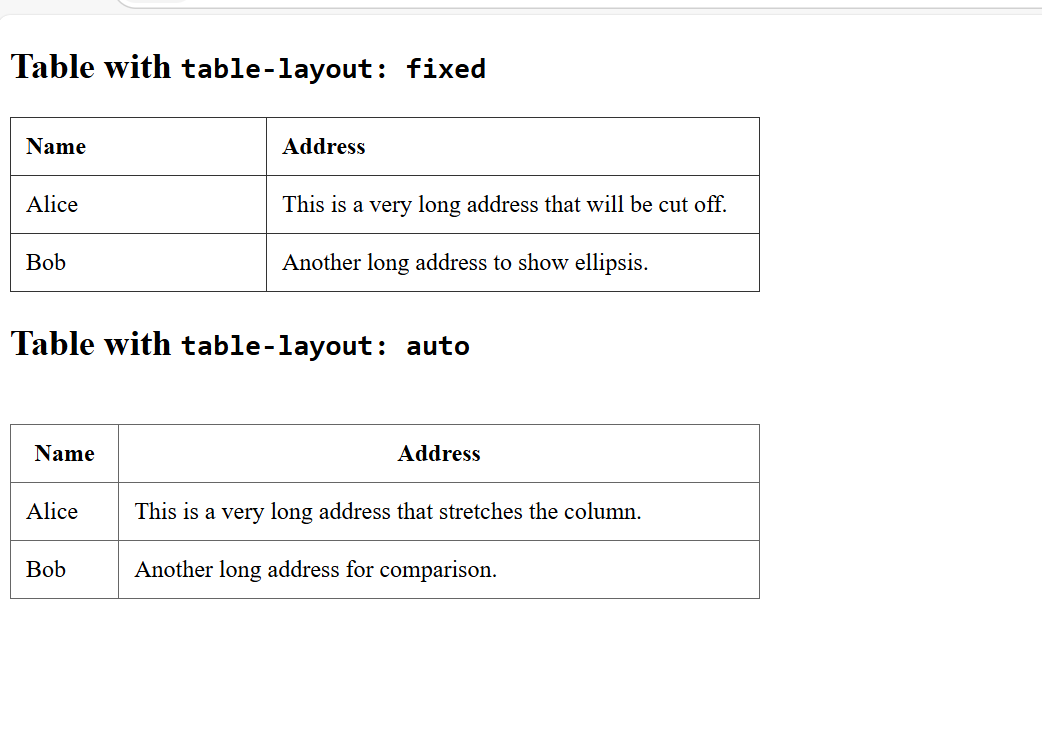 Table with table-layout: fixed
Name Address
Alice This is a very long address that will be cut off.
Bob Another long address to show ellipsis.
Table with table-layout: auto
Name Address
Alice This is a very long address that stretches the column.
Bob Another long address for comparison.